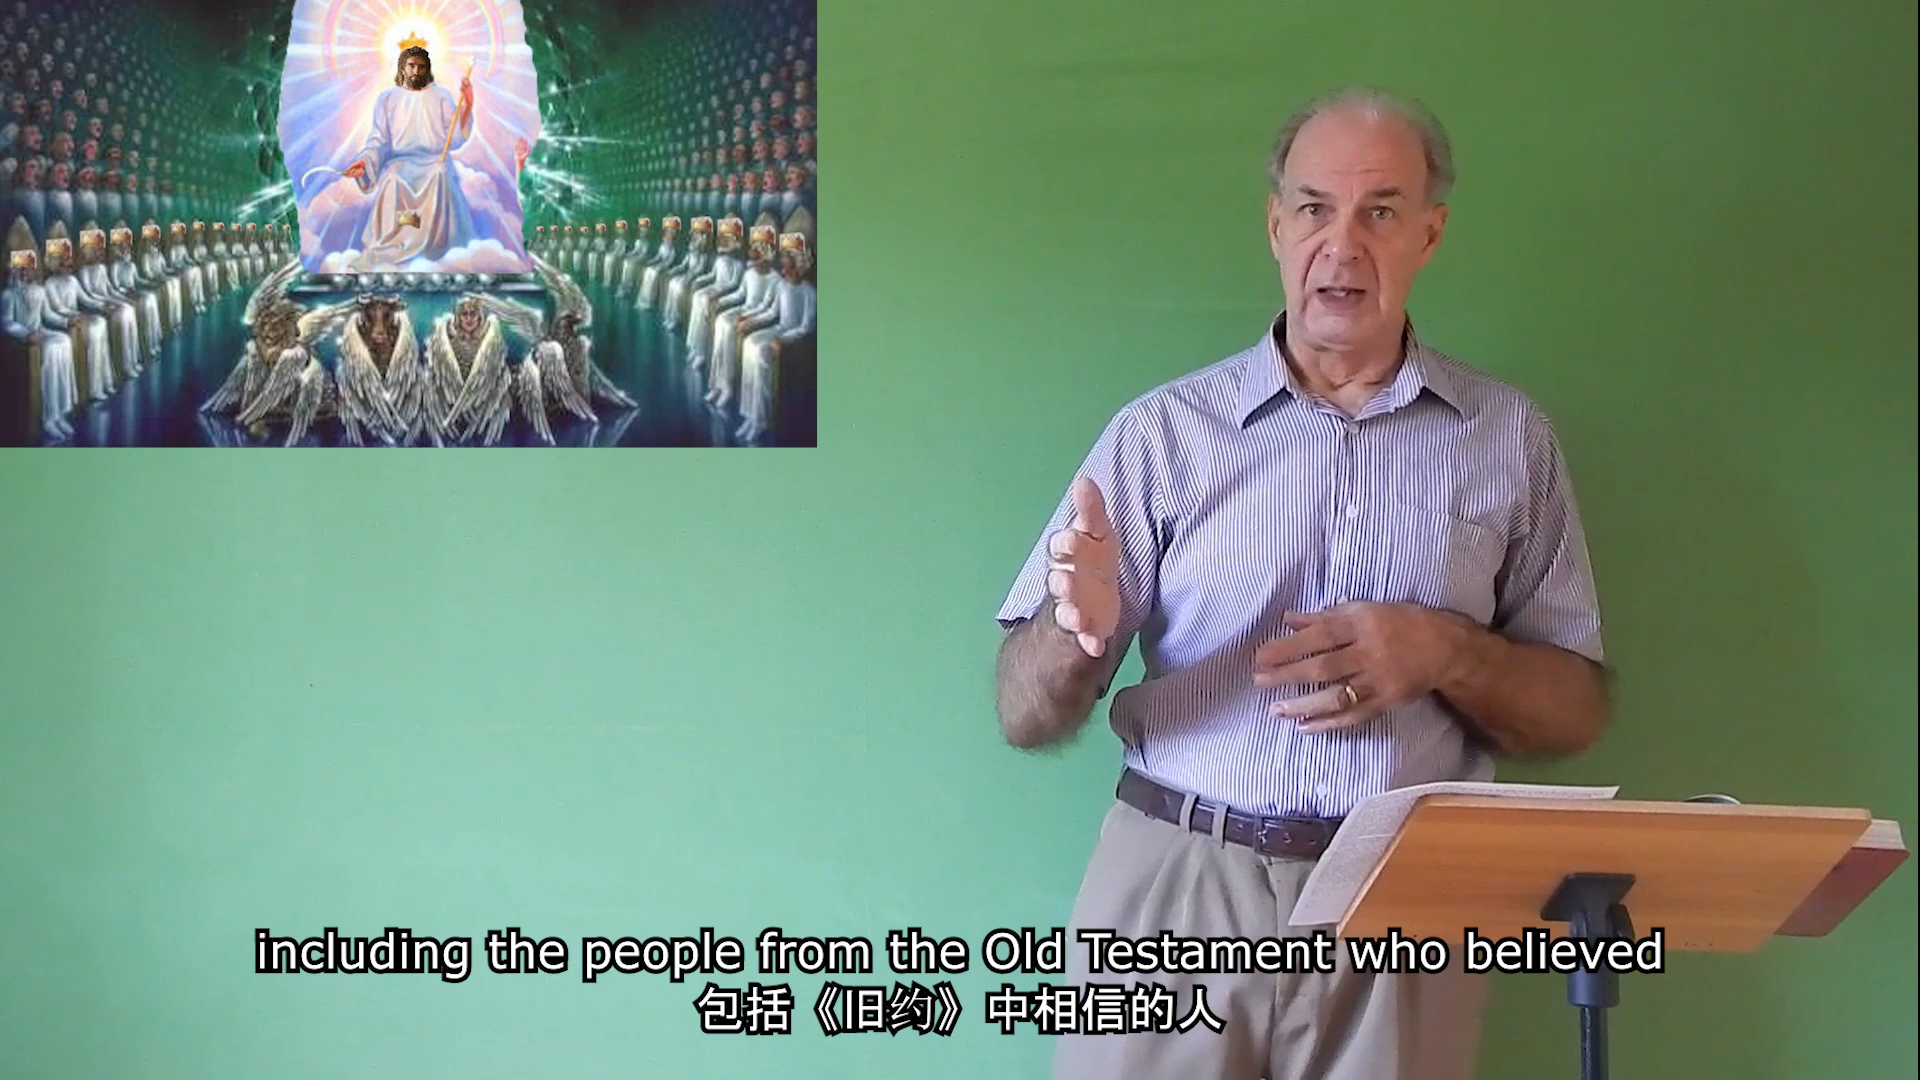 including the people from the Old Testament who believed
包括《旧约》中相信的人